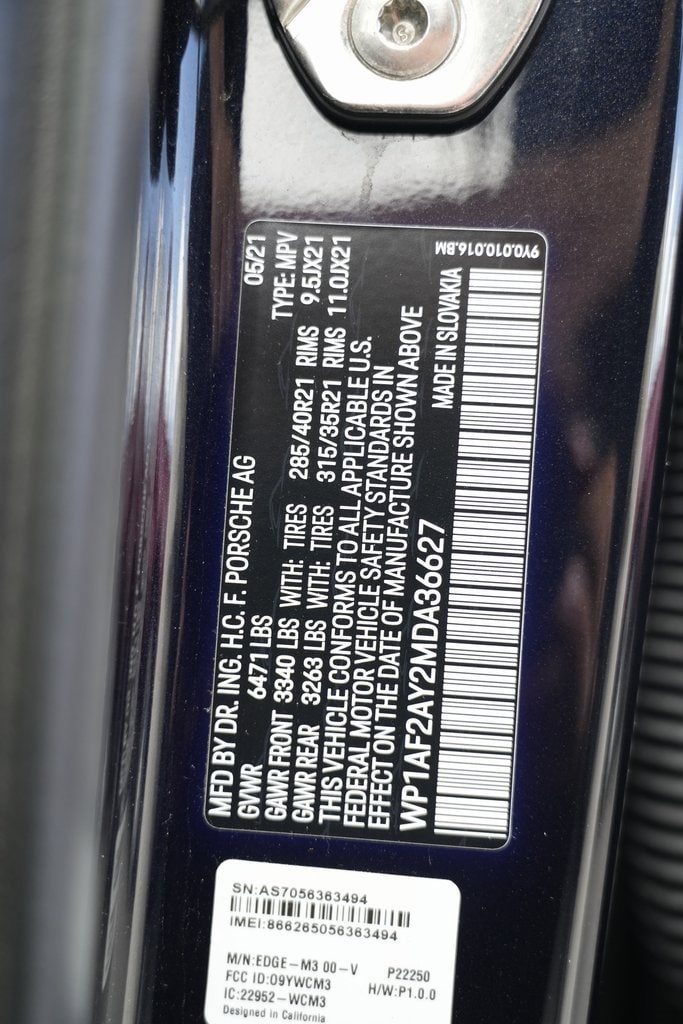 S
MFD BY DR. ING. H.C. F. PORSCHE AG 05/21
GVWR 6471 LBS TYPE: MPV
GAWR FRONT 3340 LBS WITH: TIRES 285/40R21 RIMS 9.5JX21
GAWR REAR 3263 LBS WITH: TIRES 315/35R21 RIMS 11.0JX21
THIS VEHICLE CONFORMS TO ALL APPLICABLE U.S.
FEDERAL MOTOR VEHICLE SAFETY STANDARDS IN
EFFECT ON THE DATE OF MANUFACTURE SHOWN ABOVE
WP1AF2AY2MDA36627 MADE IN SLOVAKIA
9Y0.010.016.BM
SN:AS7056363494
IMEI:866265056363494
M/N:EDGE-M3 00-V P22250
FCC ID:O9YWCM3 H/W:P1.0.0
IC:22952-WCM3
Designed in California